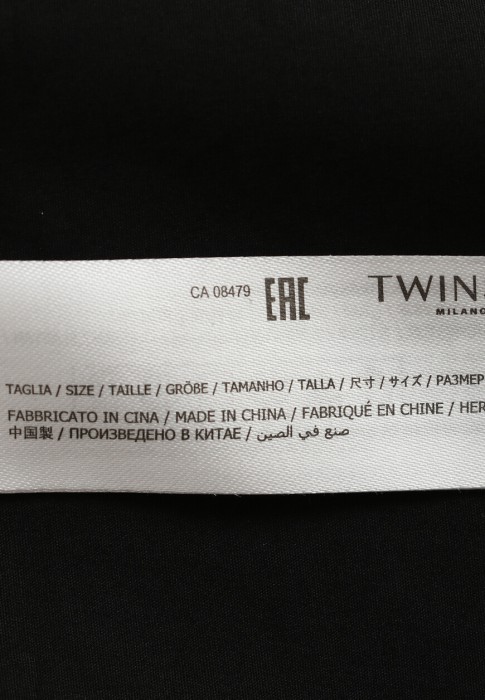 CA 08479 EAC TWIN
MILANO
TAGLIA / SIZE / TAILLE / GRÖBE / TAMANHO / TALLA / 尺寸 / サイズ / РАЗМЕР
FABBRICATO IN CINA / MADE IN CHINA / FABRIQUÉ EN CHINE / HER
中国製 / ПРОИЗВЕДЕНО В КИТАЕ / صنع في الصين